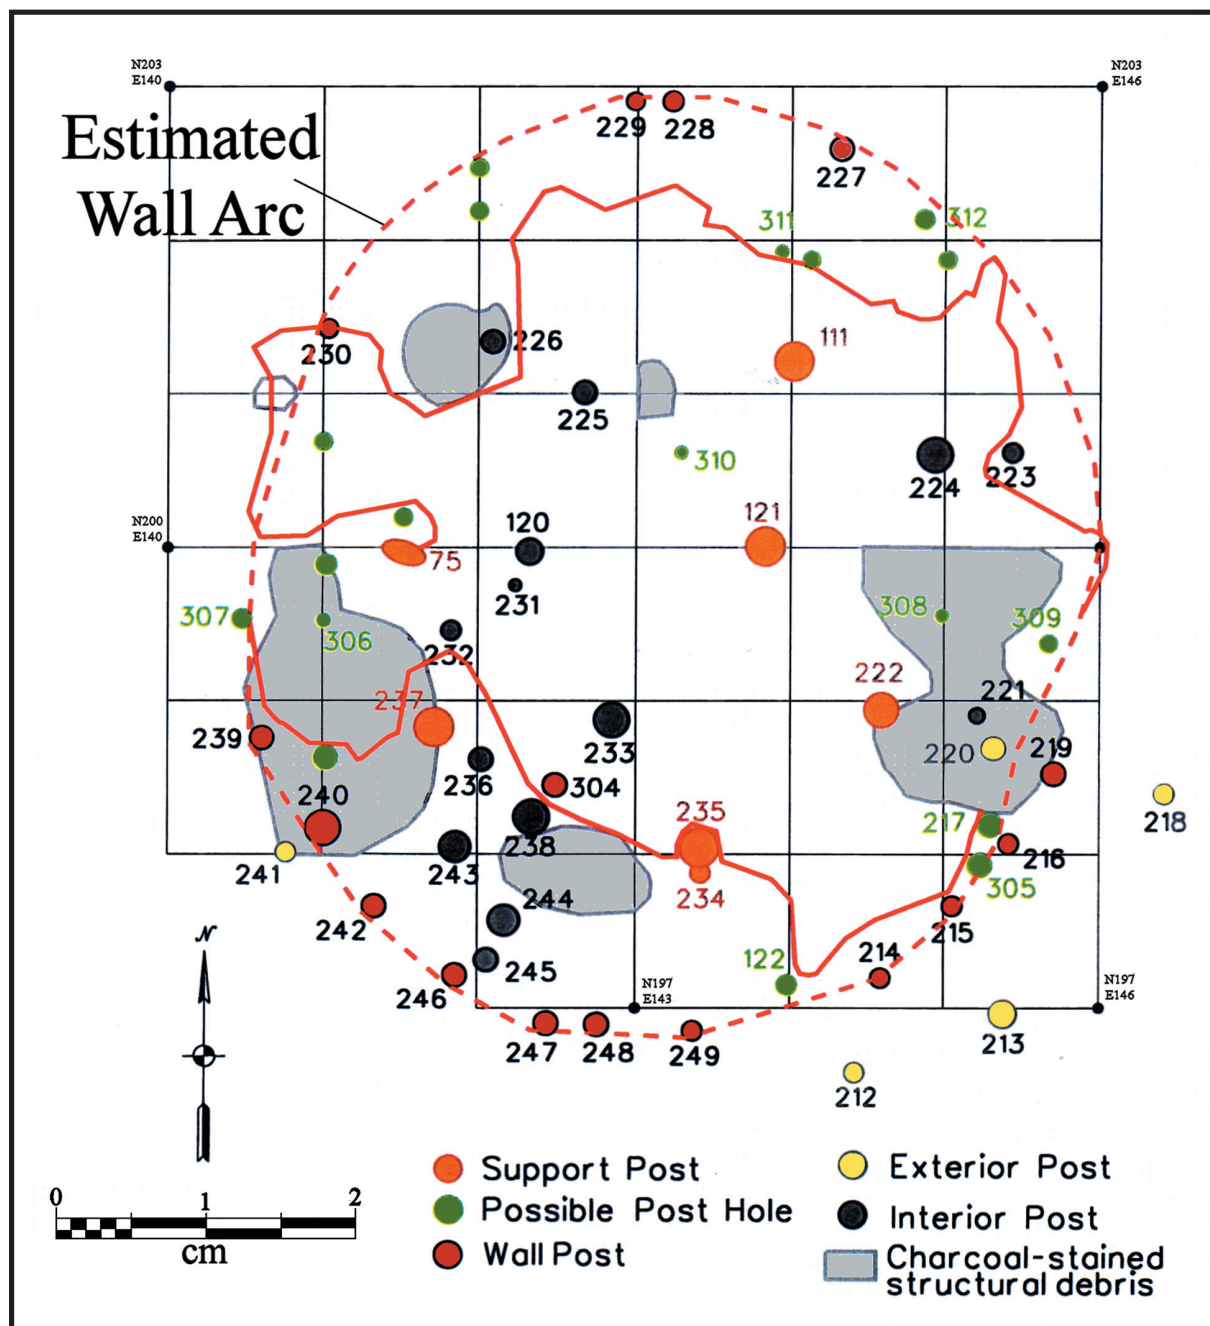 N203
E140
N203
E146
Estimated
Wall Arc
229
228
227
311
312
230
226
111
225
310
224
223
N200
E140
120
121
75
231
307
306
232
308
309
222
221
237
239
233
220
219
236
304
240
218
235
217
238
216
241
243
305
234
244
242
215
122
214
245
N197
E143
N197
E146
246
247
248
249
213
212
N
0 1 2
cm
Support Post
Possible Post Hole
Wall Post
Exterior Post
Interior Post
Charcoal-stained
structural debris